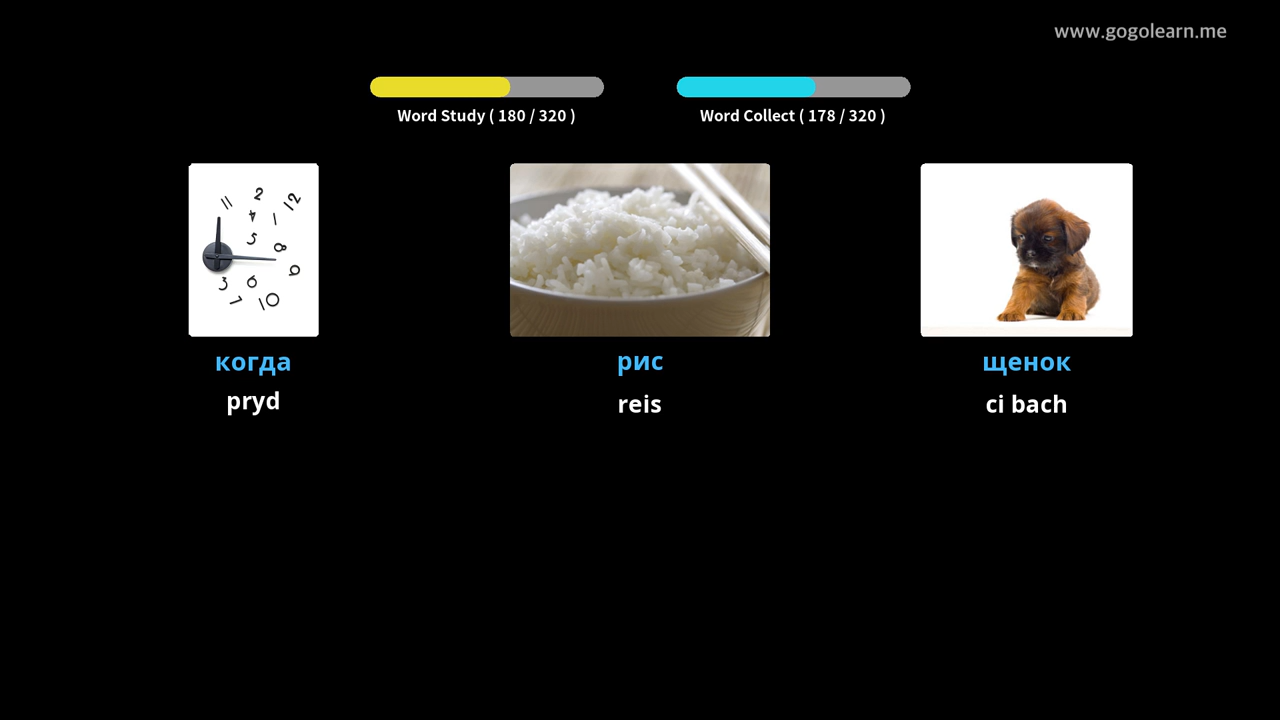 www.gogolearn.me
Word Study ( 180 / 320 )
Word Collect ( 178 / 320 )
когда
рис
щенок
pryd
reis
ci bach